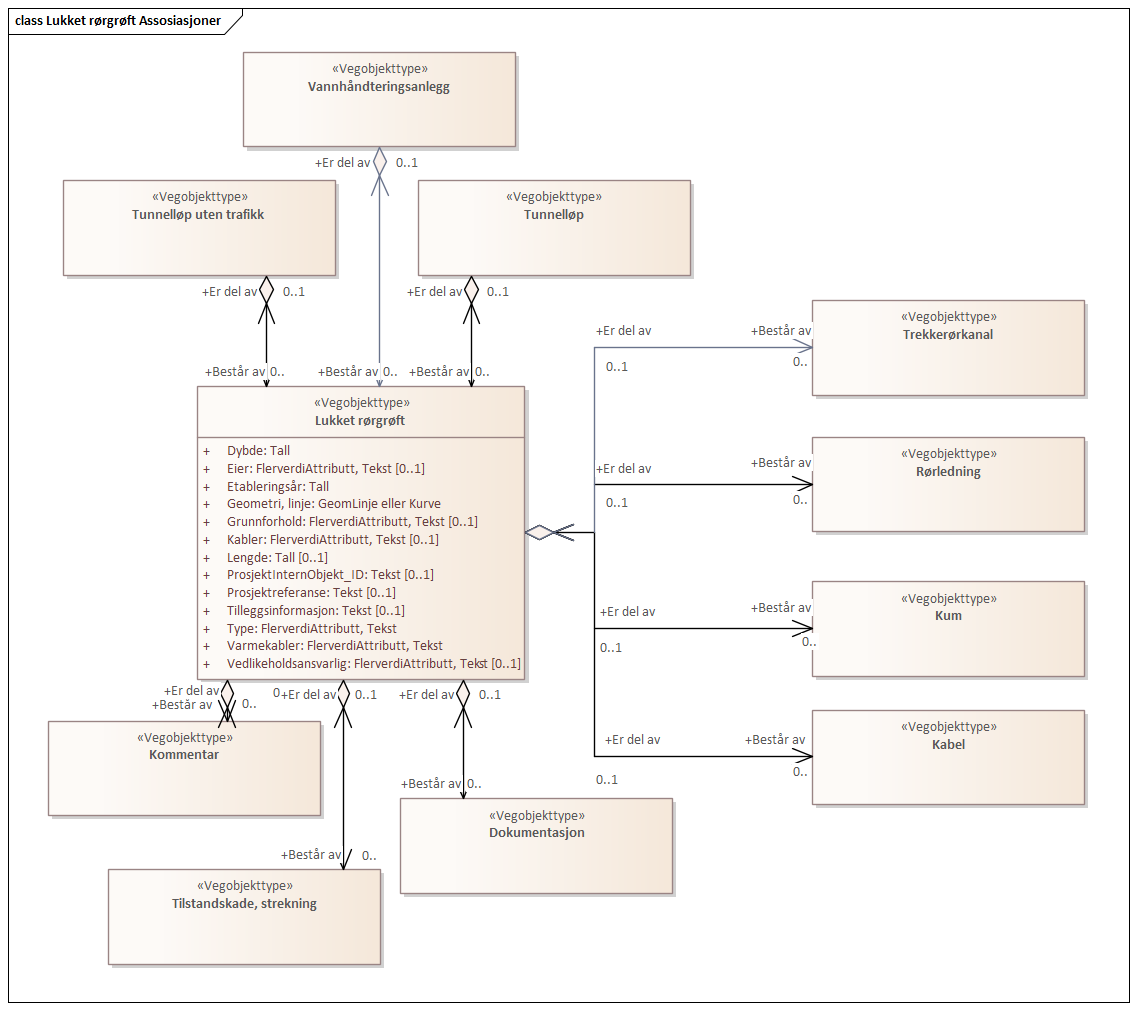 class Lukket rørgrøft Assosiasjoner
«Vegobjekttype»
Vannhåndteringsanlegg
+Er del av 0..1
«Vegobjekttype»
Tunnelløp uten trafikk
«Vegobjekttype»
Tunnelløp
+Er del av 0..1
+Er del av 0..1
+Består av 0..
+Består av 0..
+Består av 0..
«Vegobjekttype»
Lukket rørgrøft
+ Dybde: Tall
+ Eier: FlerverdiAttributt, Tekst [0..1]
+ Etableringsår: Tall
+ Geometri, linje: GeomLinje eller Kurve
+ Grunnforhold: FlerverdiAttributt, Tekst [0..1]
+ Kabler: FlerverdiAttributt, Tekst [0..1]
+ Lengde: Tall [0..1]
+ ProsjektInternObjekt_ID: Tekst [0..1]
+ Prosjektreferanse: Tekst [0..1]
+ Tilleggsinformasjon: Tekst [0..1]
+ Type: FlerverdiAttributt, Tekst
+ Varmekabler: FlerverdiAttributt, Tekst
+ Vedlikeholdsansvarlig: FlerverdiAttributt, Tekst [0..1]
+Er del av +Består av
0..1 0..
«Vegobjekttype»
Trekkerørkanal
+Er del av +Består av
0..1 0..
«Vegobjekttype»
Rørledning
+Er del av +Består av
0..1 0..
«Vegobjekttype»
Kum
+Er del av +Består av
0..1 0..
«Vegobjekttype»
Kabel
+Er del av 0
+Består av 0..
«Vegobjekttype»
Kommentar
+Er del av 0..1
+Består av 0..
«Vegobjekttype»
Tilstandskade, strekning
+Er del av 0..1
+Består av 0..
«Vegobjekttype»
Dokumentasjon